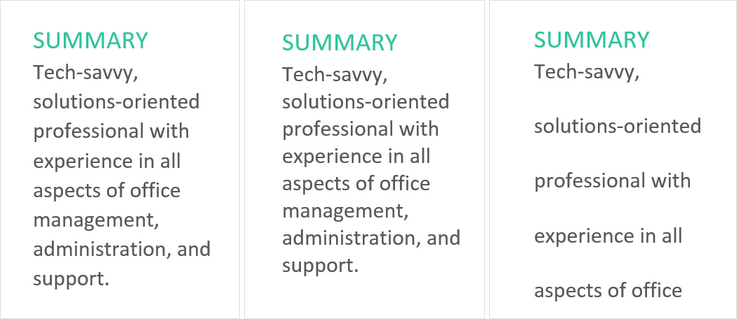 SUMMARY
Tech-savvy,
solutions-oriented
professional with
experience in all
aspects of office
management,
administration, and
support.
SUMMARY
Tech-savvy,
solutions-oriented
professional with
experience in all
aspects of office
management,
administration, and
support.
SUMMARY
Tech-savvy,
solutions-oriented
professional with
experience in all
aspects of office